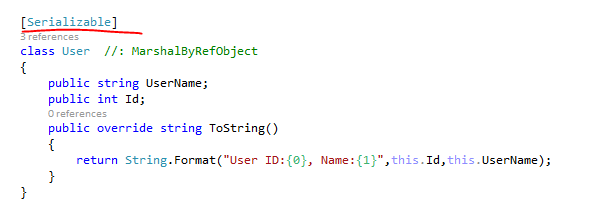 [Serializable]
3 references
class User  //: MarshalByRefObject
{
    public string UserName;
    public int Id;
    0 references
    public override string ToString()
    {
        return String.Format("User ID:{0}, Name:{1}",this.Id,this.UserName);
    }
}